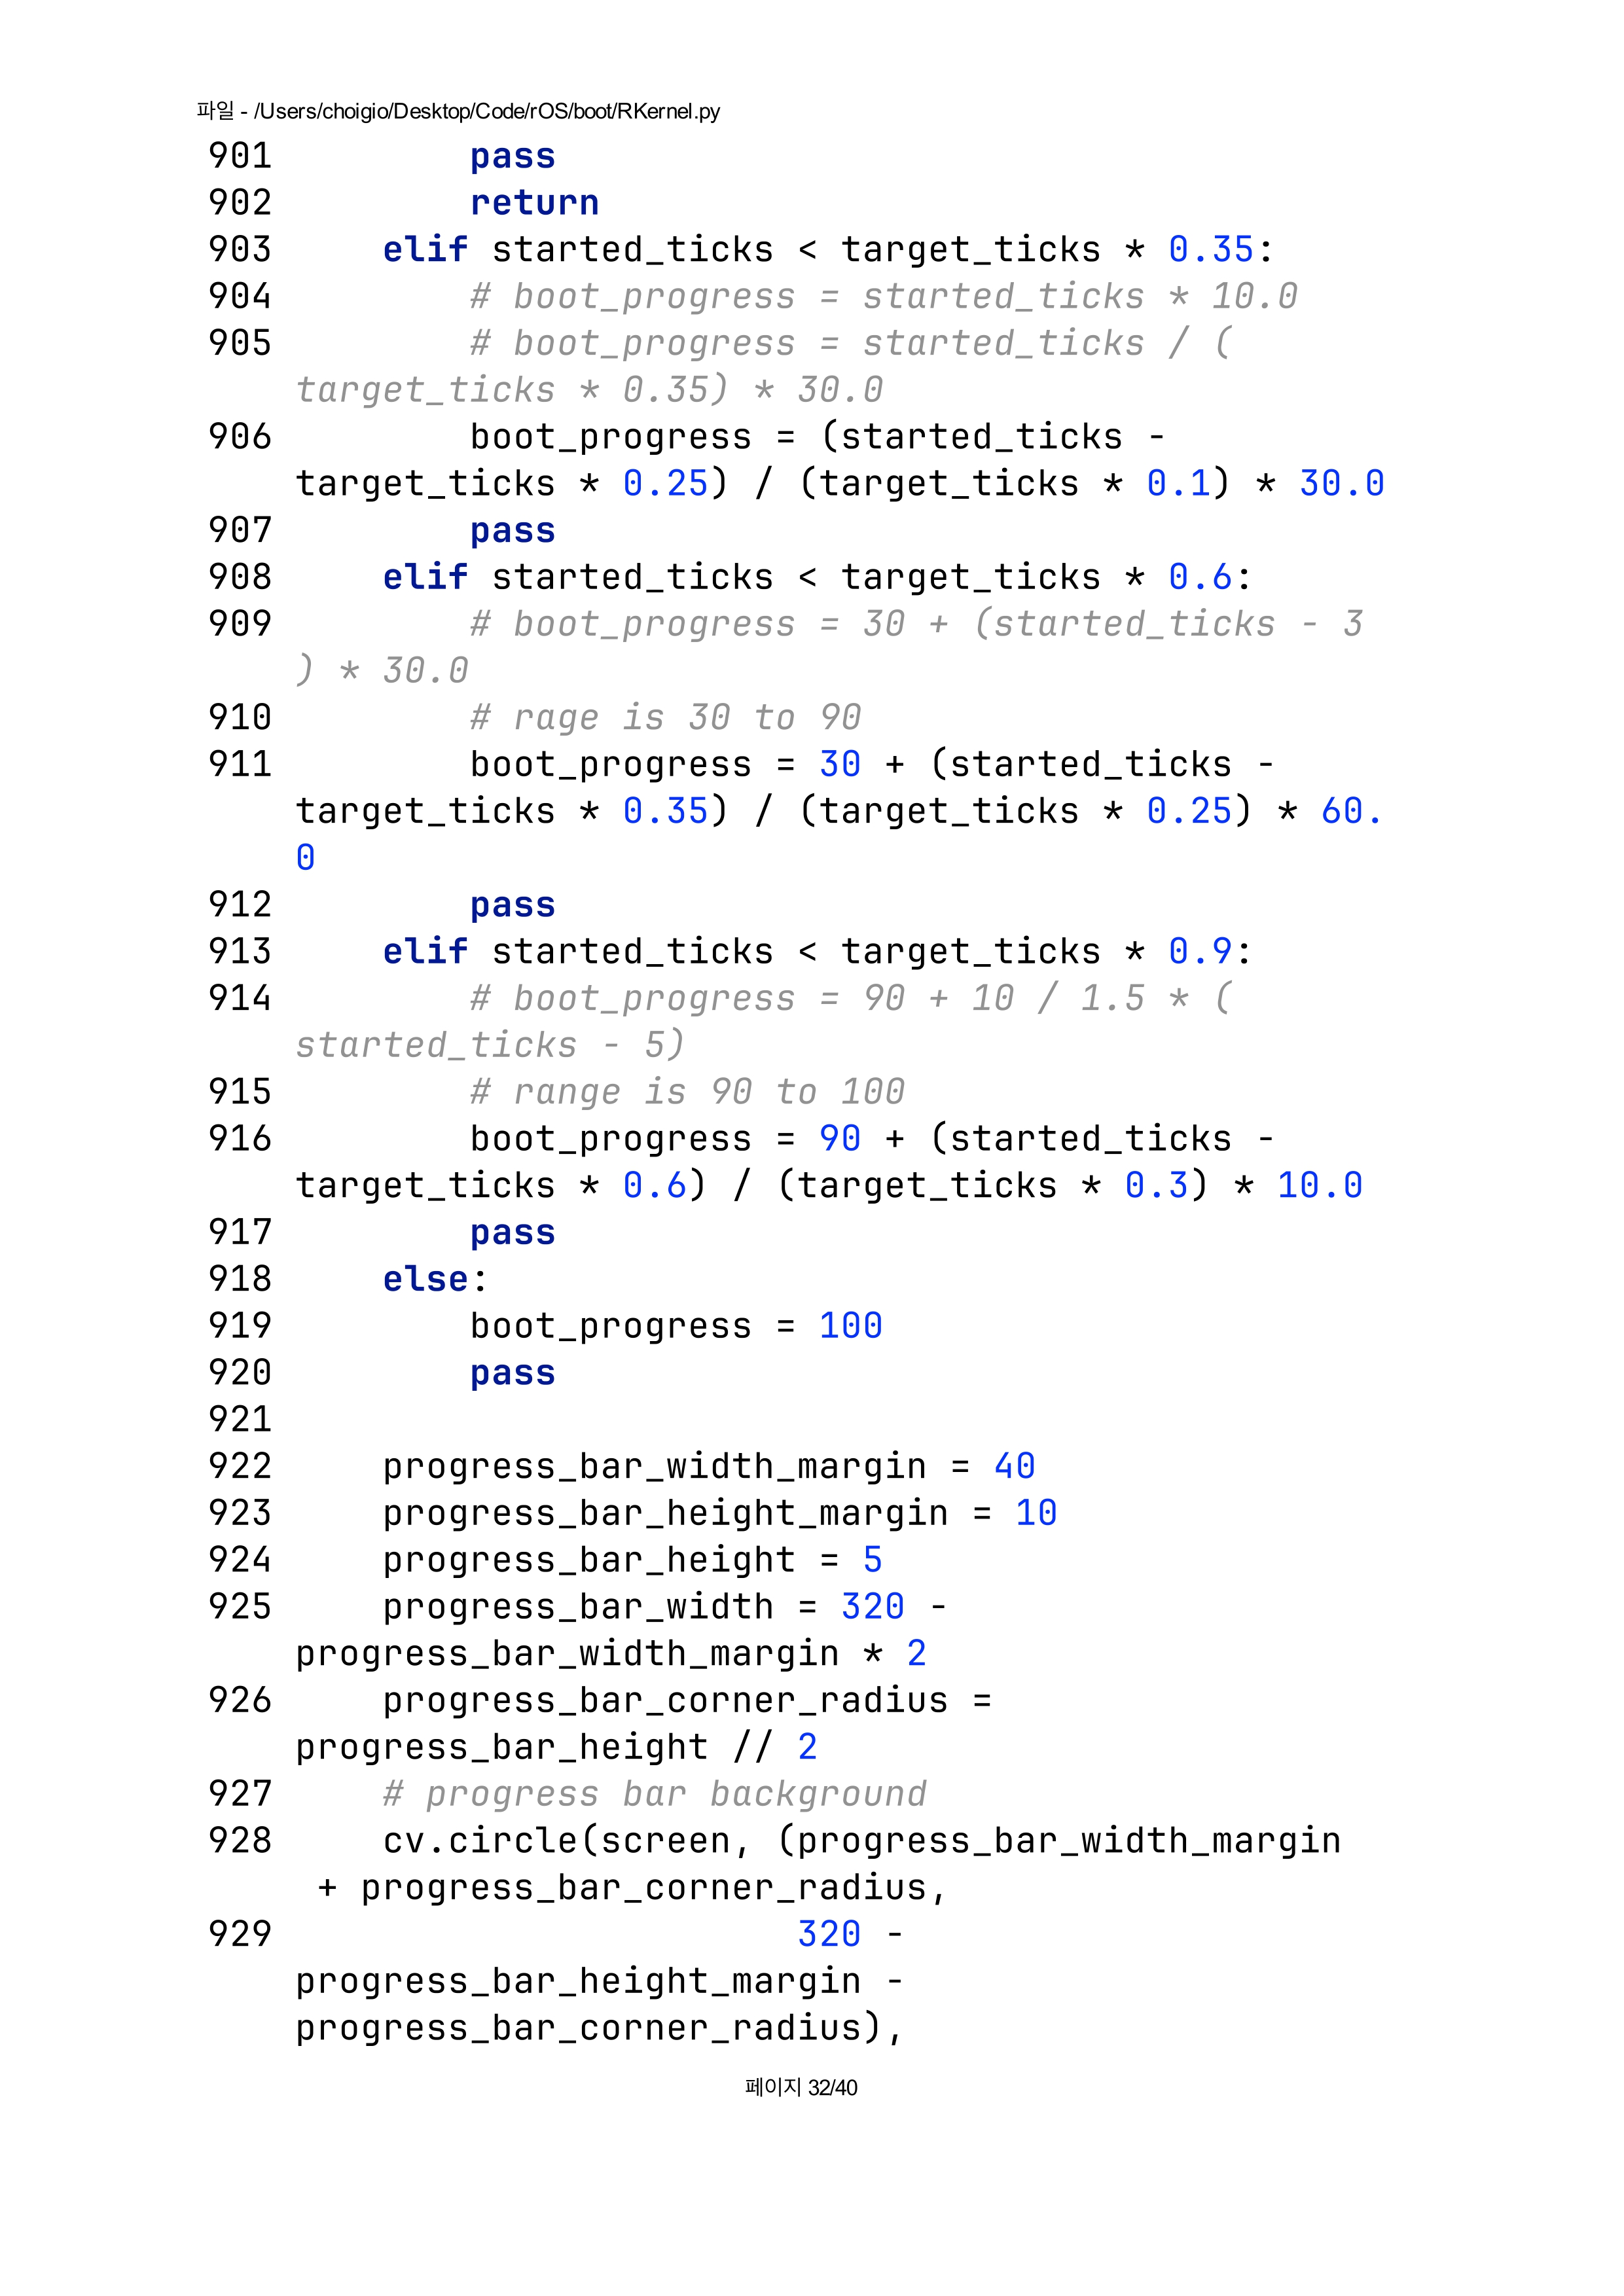 파일 - /Users/choigio/Desktop/Code/rOS/boot/RKernel.py
901         pass
902         return
903     elif started_ticks < target_ticks * 0.35:
904         # boot_progress = started_ticks * 10.0
905         # boot_progress = started_ticks / (
target_ticks * 0.35) * 30.0
906         boot_progress = (started_ticks -
target_ticks * 0.25) / (target_ticks * 0.1) * 30.0
907         pass
908     elif started_ticks < target_ticks * 0.6:
909         # boot_progress = 30 + (started_ticks - 3
) * 30.0
910         # rage is 30 to 90
911         boot_progress = 30 + (started_ticks -
target_ticks * 0.35) / (target_ticks * 0.25) * 60.
0
912         pass
913     elif started_ticks < target_ticks * 0.9:
914         # boot_progress = 90 + 10 / 1.5 * (
started_ticks - 5)
915         # range is 90 to 100
916         boot_progress = 90 + (started_ticks -
target_ticks * 0.6) / (target_ticks * 0.3) * 10.0
917         pass
918     else:
919         boot_progress = 100
920         pass
921
922     progress_bar_width_margin = 40
923     progress_bar_height_margin = 10
924     progress_bar_height = 5
925     progress_bar_width = 320 -
progress_bar_width_margin * 2
926     progress_bar_corner_radius =
progress_bar_height // 2
927     # progress bar background
928     cv.circle(screen, (progress_bar_width_margin
 + progress_bar_corner_radius,
929                        320 -
progress_bar_height_margin -
progress_bar_corner_radius),
페이지 32/40